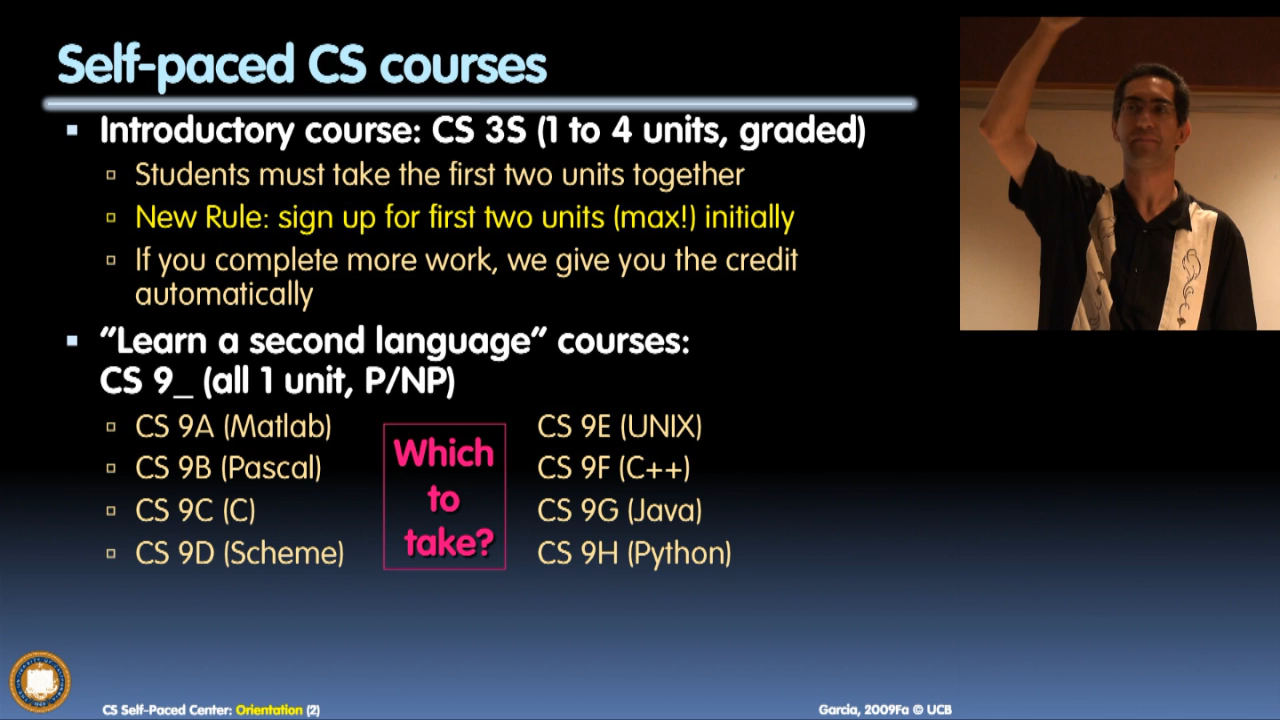 Self-paced CS courses
Introductory course: CS 3S (1 to 4 units, graded)
Students must take the first two units together
New Rule: sign up for first two units (max!) initially
If you complete more work, we give you the credit
automatically
"Learn a second language" courses:
CS 9_ (all 1 unit, P/NP)
CS 9A (Matlab)
CS 9B (Pascal)
CS 9C (C)
CS 9D (Scheme)
Which
to
take?
CS 9E (UNIX)
CS 9F (C++)
CS 9G (Java)
CS 9H (Python)
CS Self-Paced Center: Orientation (2)
Garcia, 2009Fa © UCB